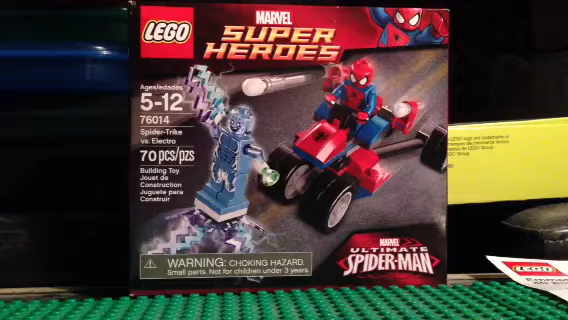 LEGO
MARVEL
SUPER
HEROES
Ages/edades
5-12
76014
Spider-Trike
vs. Electro
70 pcs/pzs
Building Toy
Jouet de
Construction
Juguete para
Construir
WARNING: CHOKING HAZARD.
Small parts. Not for children under 3 years.
MARVEL
ULTIMATE
SPIDER-MAN
LEGO